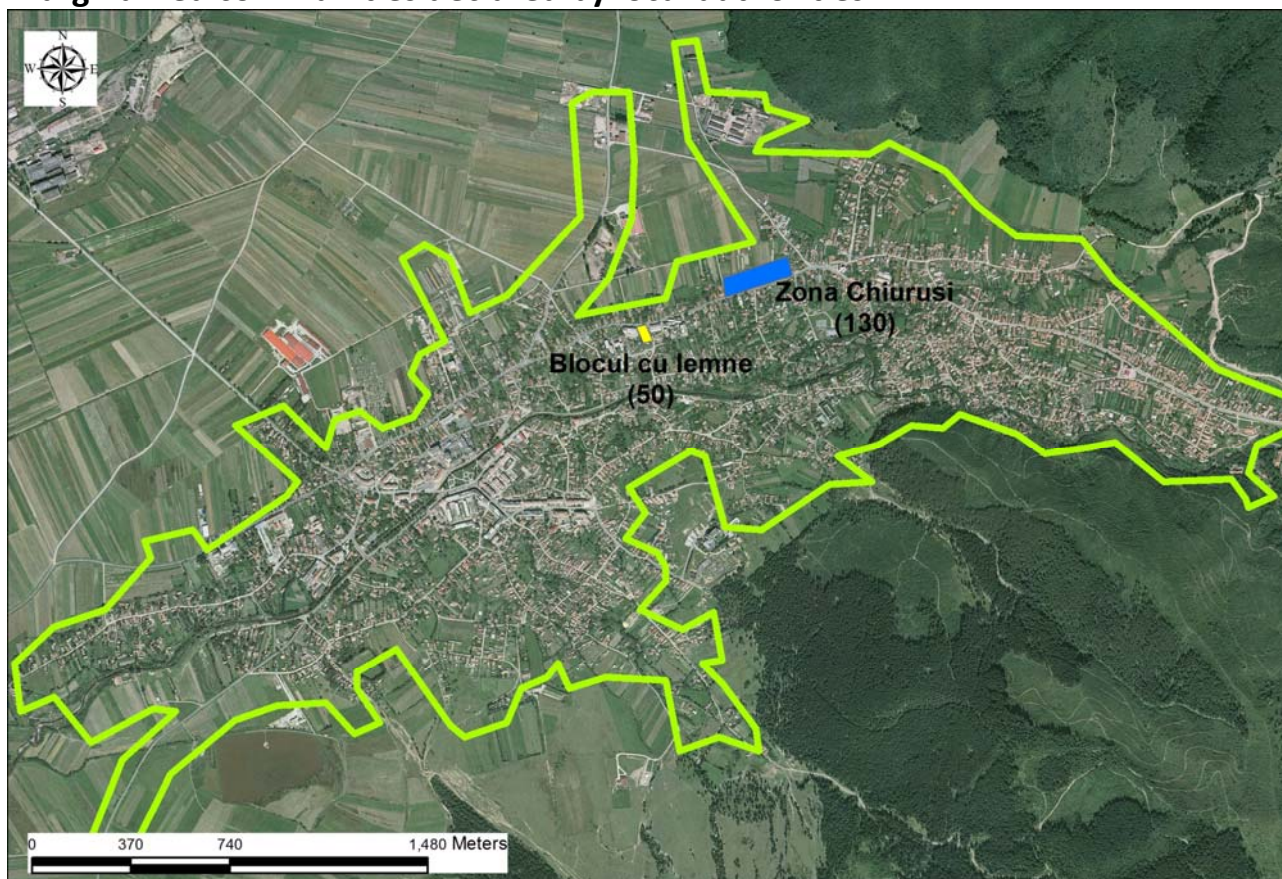 N
W E
S
Zona Chiurusi
(130)
Blocul cu lemne
(50)
0 370 740 1,480 Meters